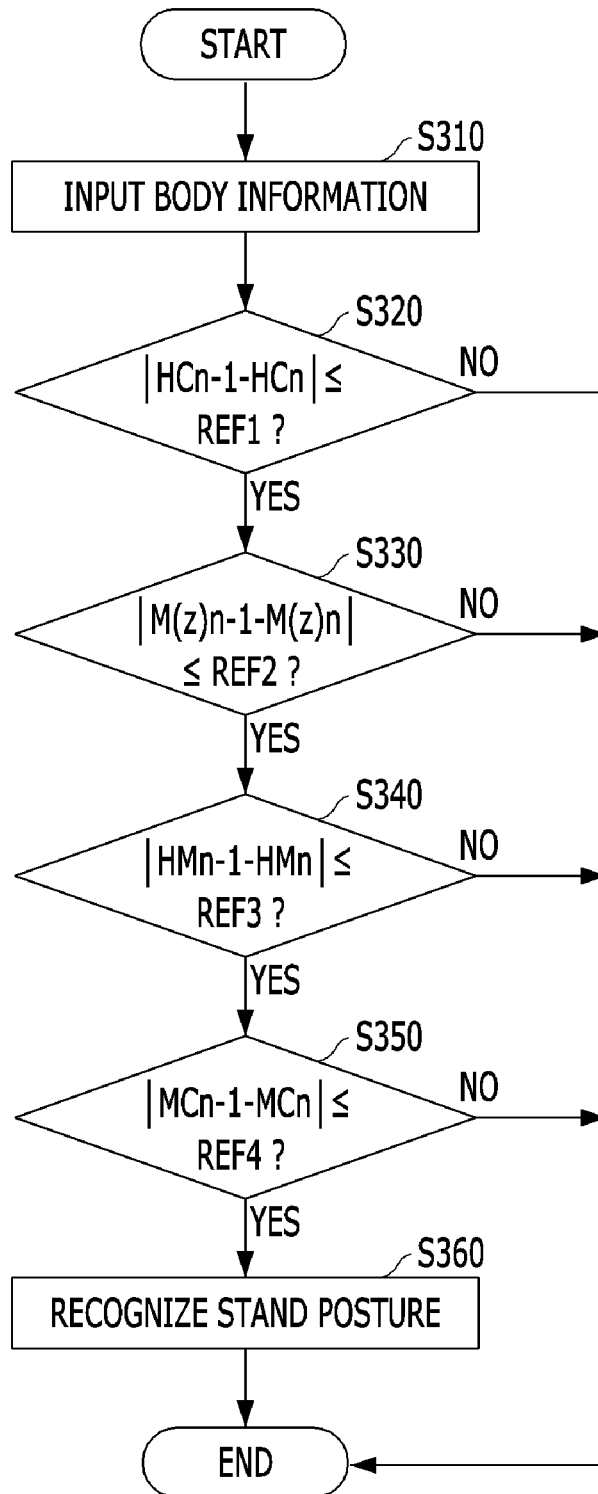 START
S310
INPUT BODY INFORMATION
S320
|HCn-1-HCn| ≤
REF1 ?
NO
YES
S330
|M(z)n-1-M(z)n|
≤ REF2 ?
NO
YES
S340
|HMn-1-HMn| ≤
REF3 ?
NO
YES
S350
|MCn-1-MCn| ≤
REF4 ?
NO
YES
S360
RECOGNIZE STAND POSTURE
END